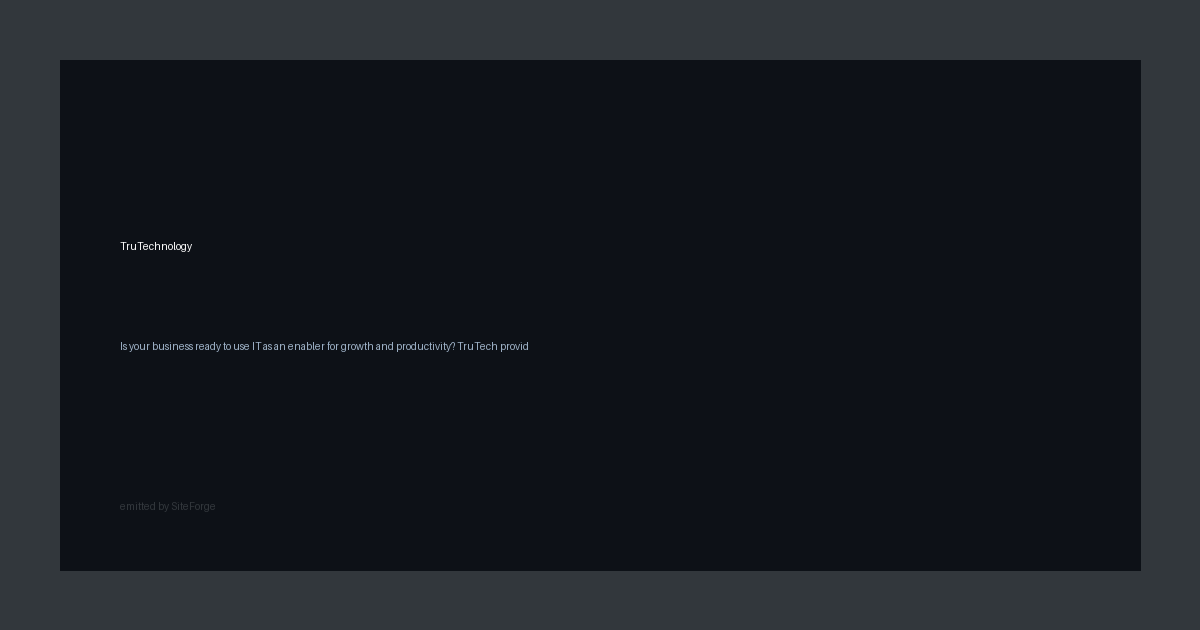 TruTechnology
Is your business ready to use IT as an enabler for growth and productivity? TruTech provid
emitted by SiteForge